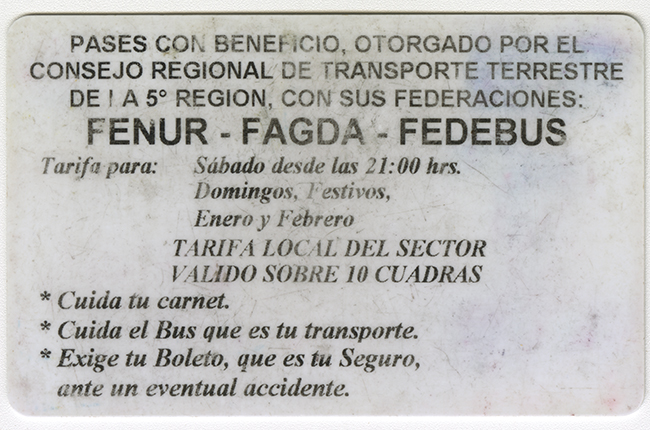 PASES CON BENEFICIO, OTORGADO POR EL
CONSEJO REGIONAL DE TRANSPORTE TERRESTRE
DE I A 5° REGION, CON SUS FEDERACIONES:
FENUR - FAGDA - FEDEBUS
Tarifa para: Sábado desde las 21:00 hrs.
Domingos, Festivos,
Enero y Febrero
TARIFA LOCAL DEL SECTOR
VALIDO SOBRE 10 CUADRAS
* Cuida tu carnet.
* Cuida el Bus que es tu transporte.
* Exige tu Boleto, que es tu Seguro,
ante un eventual accidente.